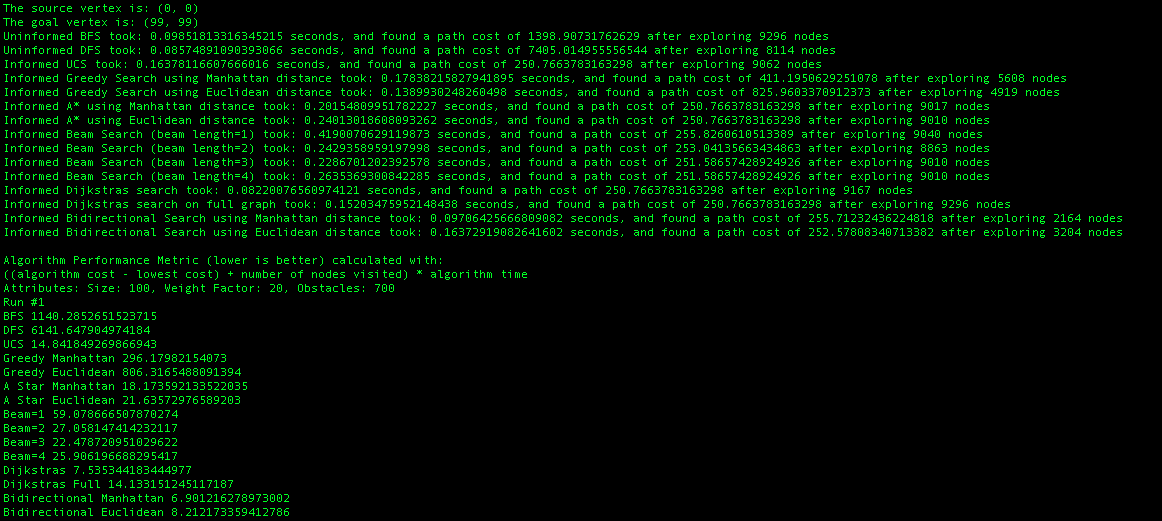 The source vertex is: (0, 0)
The goal vertex is: (99, 99)
Uninformed BFS took: 0.09851813316345215 seconds, and found a path cost of 1398.90731762629 after exploring 9296 nodes
Uninformed DFS took: 0.08574891090393066 seconds, and found a path cost of 7405.014955556544 after exploring 8114 nodes
Informed UCS took: 0.16378116607666016 seconds, and found a path cost of 250.7663783163298 after exploring 9062 nodes
Informed Greedy Search using Manhattan distance took: 0.17838215827941895 seconds, and found a path cost of 411.1950629251078 after exploring 5608 nodes
Informed Greedy Search using Euclidean distance took: 0.1389930248260498 seconds, and found a path cost of 825.9603370912373 after exploring 4919 nodes
Informed A* using Manhattan distance took: 0.20154809951782227 seconds, and found a path cost of 250.7663783163298 after exploring 9017 nodes
Informed A* using Euclidean distance took: 0.24013018608093262 seconds, and found a path cost of 250.7663783163298 after exploring 9010 nodes
Informed Beam Search (beam length=1) took: 0.4190070629119873 seconds, and found a path cost of 255.8260610513389 after exploring 9040 nodes
Informed Beam Search (beam length=2) took: 0.2429358959197998 seconds, and found a path cost of 253.04135663434863 after exploring 8863 nodes
Informed Beam Search (beam length=3) took: 0.2286701202392578 seconds, and found a path cost of 251.58657428924926 after exploring 9010 nodes
Informed Beam Search (beam length=4) took: 0.2635369300842285 seconds, and found a path cost of 251.58657428924926 after exploring 9010 nodes
Informed Dijkstras search took: 0.08220076560974121 seconds, and found a path cost of 250.7663783163298 after exploring 9167 nodes
Informed Dijkstras search on full graph took: 0.15203475952148438 seconds, and found a path cost of 250.7663783163298 after exploring 9296 nodes
Informed Bidirectional Search using Manhattan distance took: 0.09706425666809082 seconds, and found a path cost of 255.71232436224818 after exploring 2164 nodes
Informed Bidirectional Search using Euclidean distance took: 0.16372919082641602 seconds, and found a path cost of 252.57808340713382 after exploring 3204 nodes
Algorithm Performance Metric (lower is better) calculated with:
((algorithm cost - lowest cost) + number of nodes visited) * algorithm time
Attributes: Size: 100, Weight Factor: 20, Obstacles: 700
Run #1
BFS 1140.2852651523715
DFS 6141.647904974184
UCS 14.841849269866943
Greedy Manhattan 296.17982154073
Greedy Euclidean 806.3165488091394
A Star Manhattan 18.173592133522035
A Star Euclidean 21.63572976589203
Beam=1 59.078666507870274
Beam=2 27.058147414232117
Beam=3 22.478720951029622
Beam=4 25.906196688295417
Dijkstras 7.535344183444977
Dijkstras Full 14.133151245117187
Bidirectional Manhattan 6.901216278973002
Bidirectional Euclidean 8.212173359412786